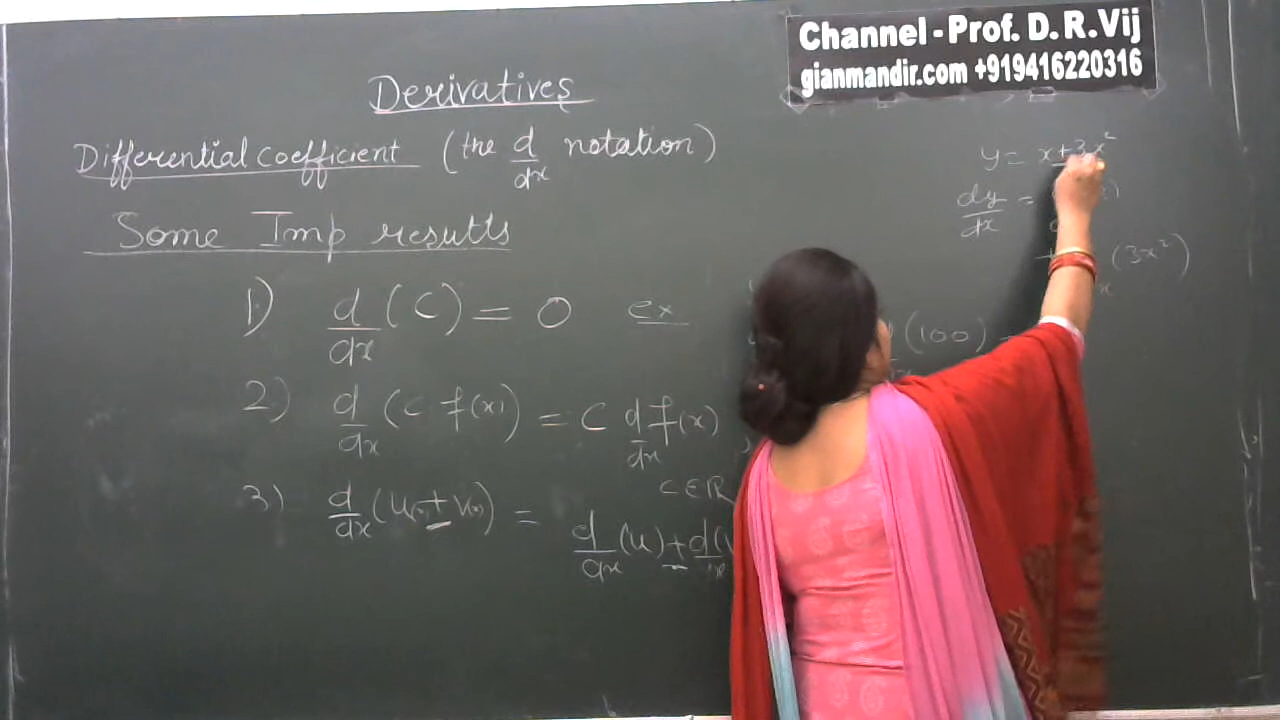 Channel - Prof. D. R. Vij
gianmandir.com +919416220316
Derivatives
Differential coefficient (the d/dx notation)
Some Imp results
1) d/dx (C) = 0 ex
2) d/dx (C f(x)) = C d/dx f(x)
C ∈ R
3) d/dx (u(x) + v(x)) =
d/dx (u) + d(
y = x + 3x²
dy/dx =
(3x²)
(100)